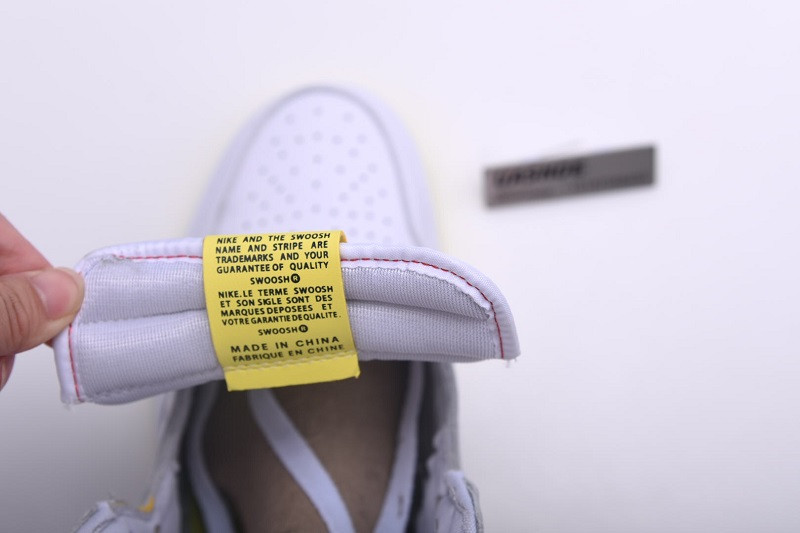 NIKE AND THE SWOOSH
NAME AND STRIPE ARE
TRADEMARKS AND YOUR
GUARANTEE OF QUALITY
SWOOSH®
NIKE.LE TERME SWOOSH
ET SON SIGLE SONT DES
MARQUES DEPOSEES ET
VOTRE GARANTIE DE QUALITE.
SWOOSH®
MADE IN CHINA
FABRIQUE EN CHINE